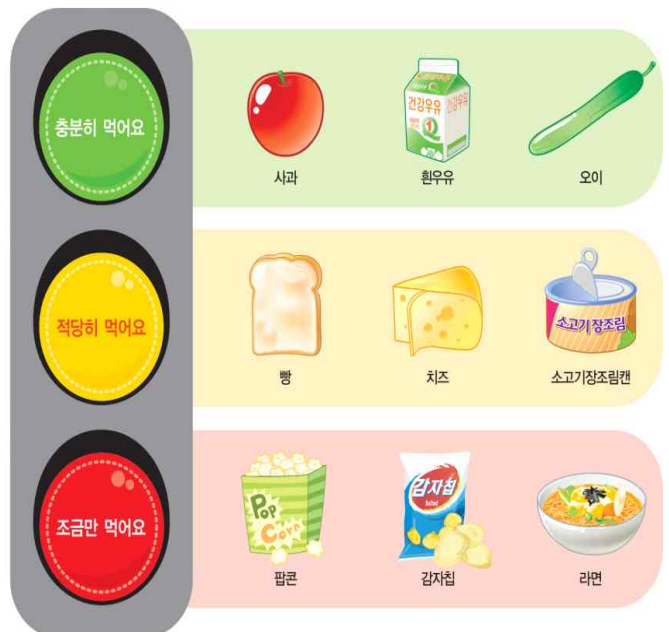 충분히 먹어요
건강우유
건강우유
1
사과
흰우유
오이
적당히 먹어요
소고기장조림
빵
치즈
소고기장조림캔
조금만 먹어요
Pop
Corn
감자칩
Salted
팝콘
감자칩
라면